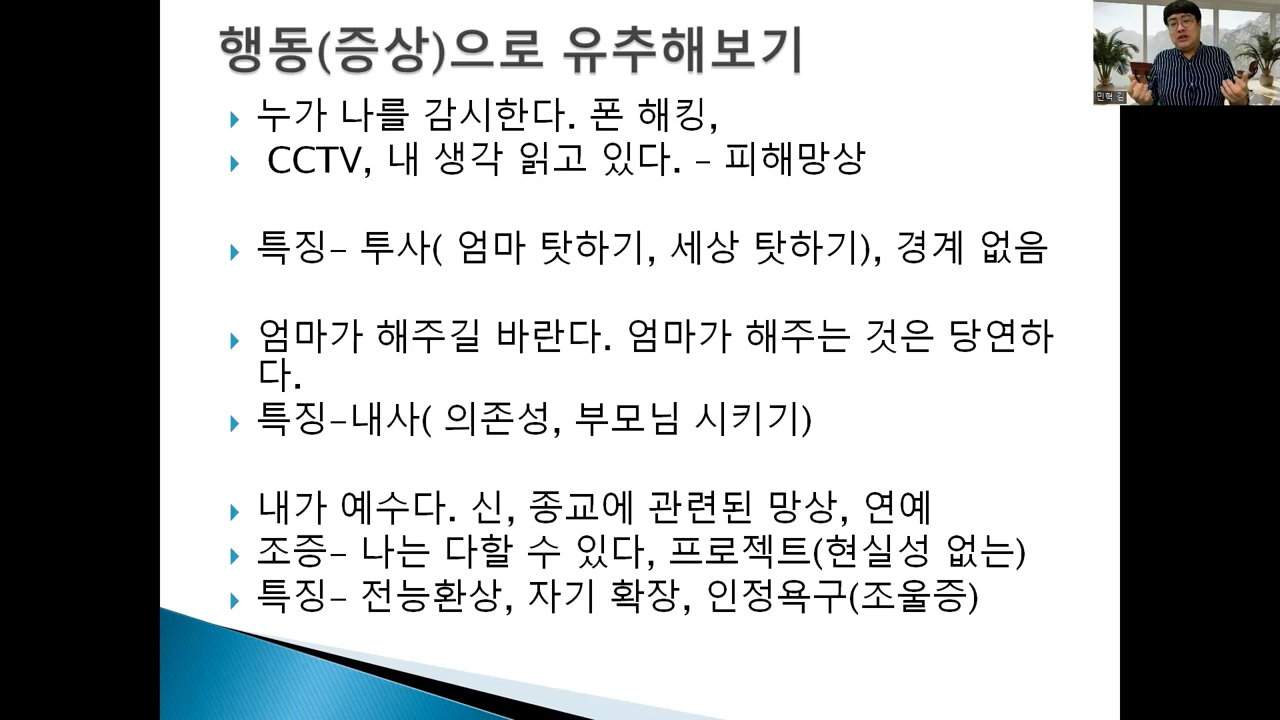 행동(증상)으로 유추해보기
누가 나를 감시한다. 폰 해킹,
CCTV, 내 생각 읽고 있다. – 피해망상
특징– 투사( 엄마 탓하기, 세상 탓하기), 경계 없음
엄마가 해주길 바란다. 엄마가 해주는 것은 당연하
다.
특징–내사( 의존성, 부모님 시키기)
내가 예수다. 신, 종교에 관련된 망상, 연예
조증– 나는 다할 수 있다, 프로젝트(현실성 없는)
특징– 전능환상, 자기 확장, 인정욕구(조울증)
민혁 김